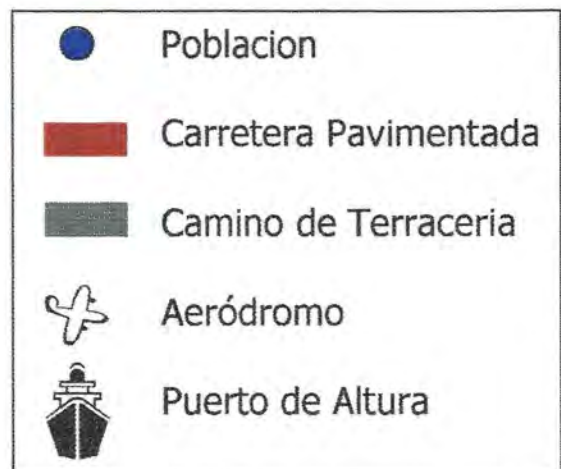 Poblacion
Carretera Pavimentada
Camino de Terraceria
Aeródromo
Puerto de Altura